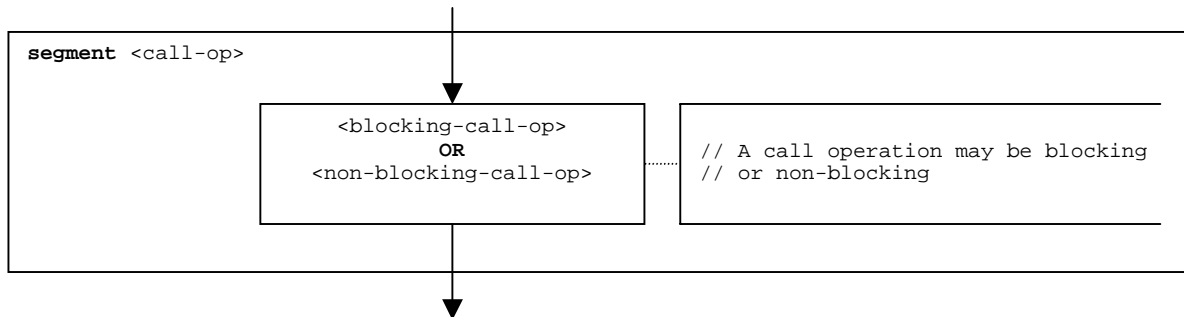 segment <call-op>
<blocking-call-op>
OR
<non-blocking-call-op>
// A call operation may be blocking
// or non-blocking